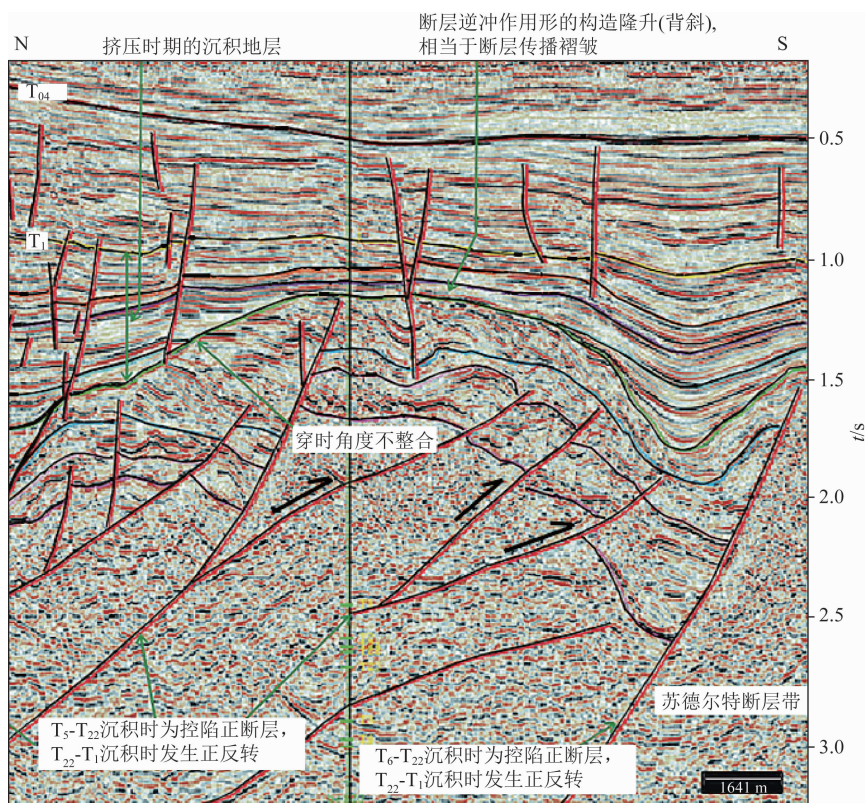 断层逆冲作用形的构造隆升(背斜),
N
挤压时期的沉积地层
相当于断层传播褶皱
S
T04
0.5
T1
1.0
1.5
t/s
穿时角度不整合
2.0
2.5
苏德尔特断层带
T5-T22沉积时为控陷正断层，
T22-T1沉积时发生正反转
T6-T22沉积时为控陷正断层，
T22-T1沉积时发生正反转
3.0
1641 m